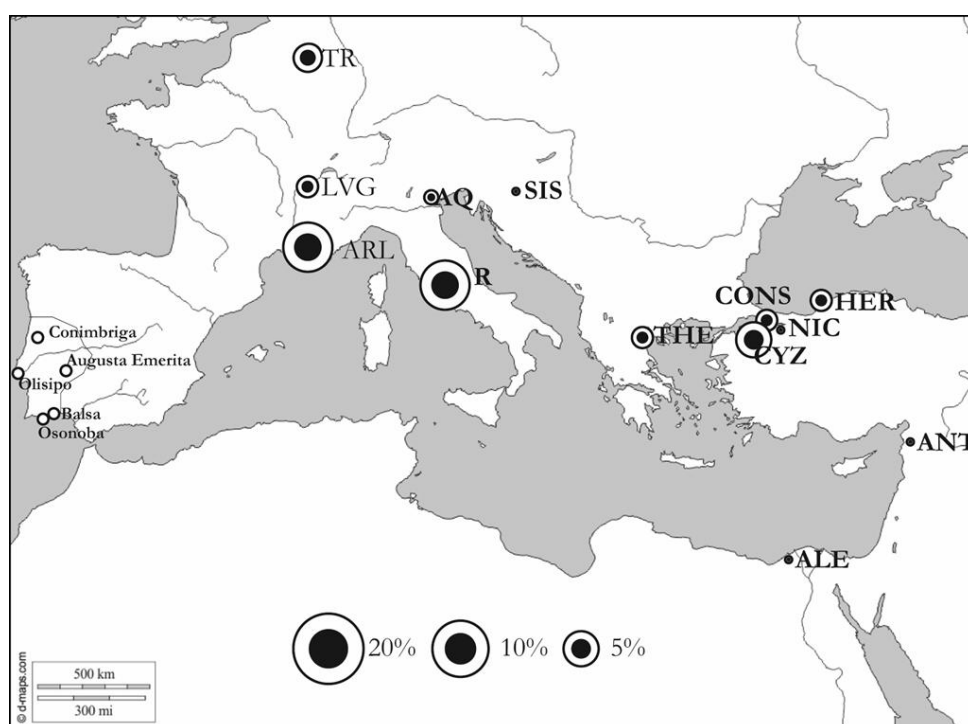 TR
LVG
AQ
SIS
ARL
R
CONS
HER
NIC
THE
CYZ
Conimbriga
Augusta Emerita
Olisipo
Balsa
Osonoba
ANT
ALE
20%
10%
5%
500 km
300 mi
© d-maps.com